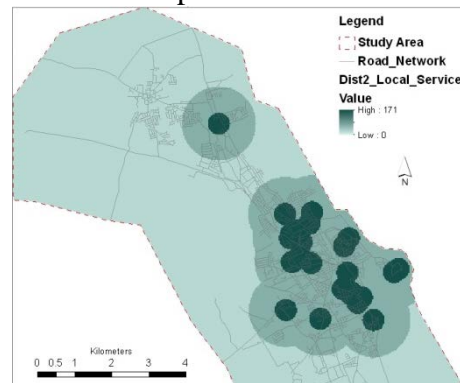 Legend
Study Area
Road_Network
Dist2_Local_Service
Value
High : 171
Low : 0
N
Kilometers
0 0.5 1 2 3 4